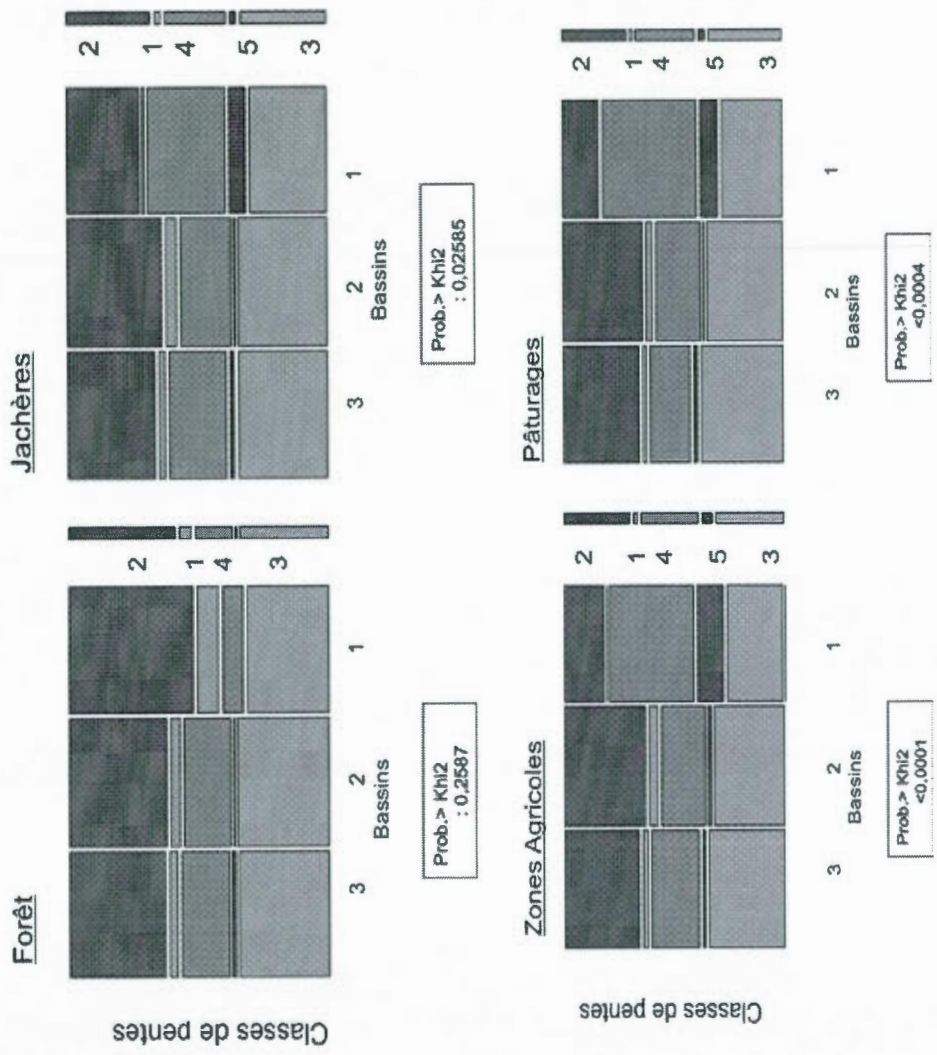 Forêt
Classes de pentes
2
1
4
3
3 2 1
Bassins
Prob.> Khi2
: 0,2587
Jachères
2
1
4
5
3
3 2 1
Bassins
Prob.> Khi2
: 0,02585
Zones Agricoles
Classes de pentes
2
1
4
5
3
3 2 1
Bassins
Prob.> Khi2
<0,0001
Pâturages
2
1
4
5
3
3 2 1
Bassins
Prob.> Khi2
<0,0004